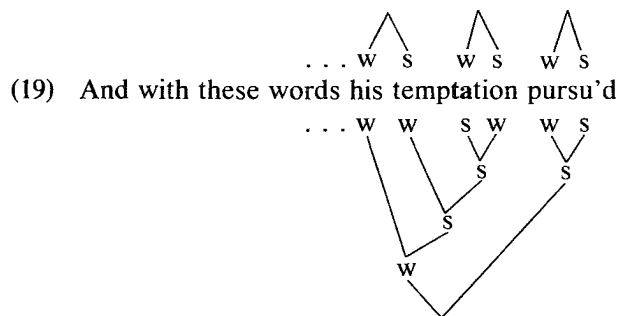 . . . W S W S W S
(19) And with these words his temptation pursu'd
. . . W W S W W S
S S
S
W